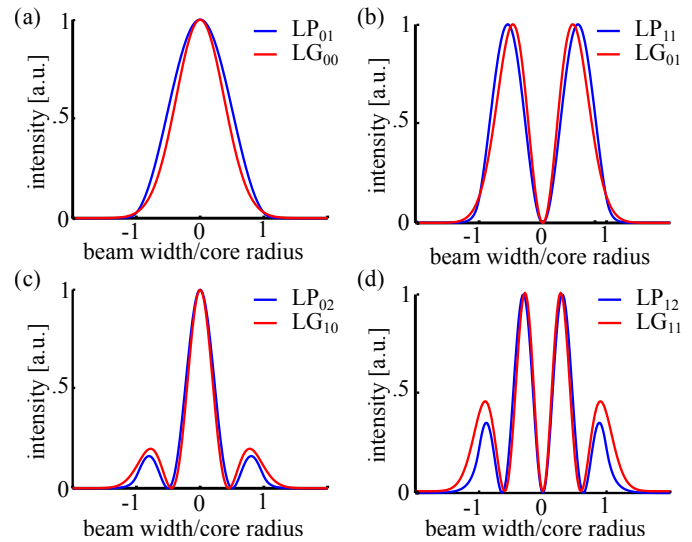 (a)
1
.5
0
intensity [a.u.]
LP01
LG00
-1 0 1
beam width/core radius
(b)
1
.5
0
intensity [a.u.]
LP11
LG01
-1 0 1
beam width/core radius
(c)
1
.5
0
intensity [a.u.]
LP02
LG10
-1 0 1
beam width/core radius
(d)
1
.5
0
intensity [a.u.]
LP12
LG11
-1 0 1
beam width/core radius